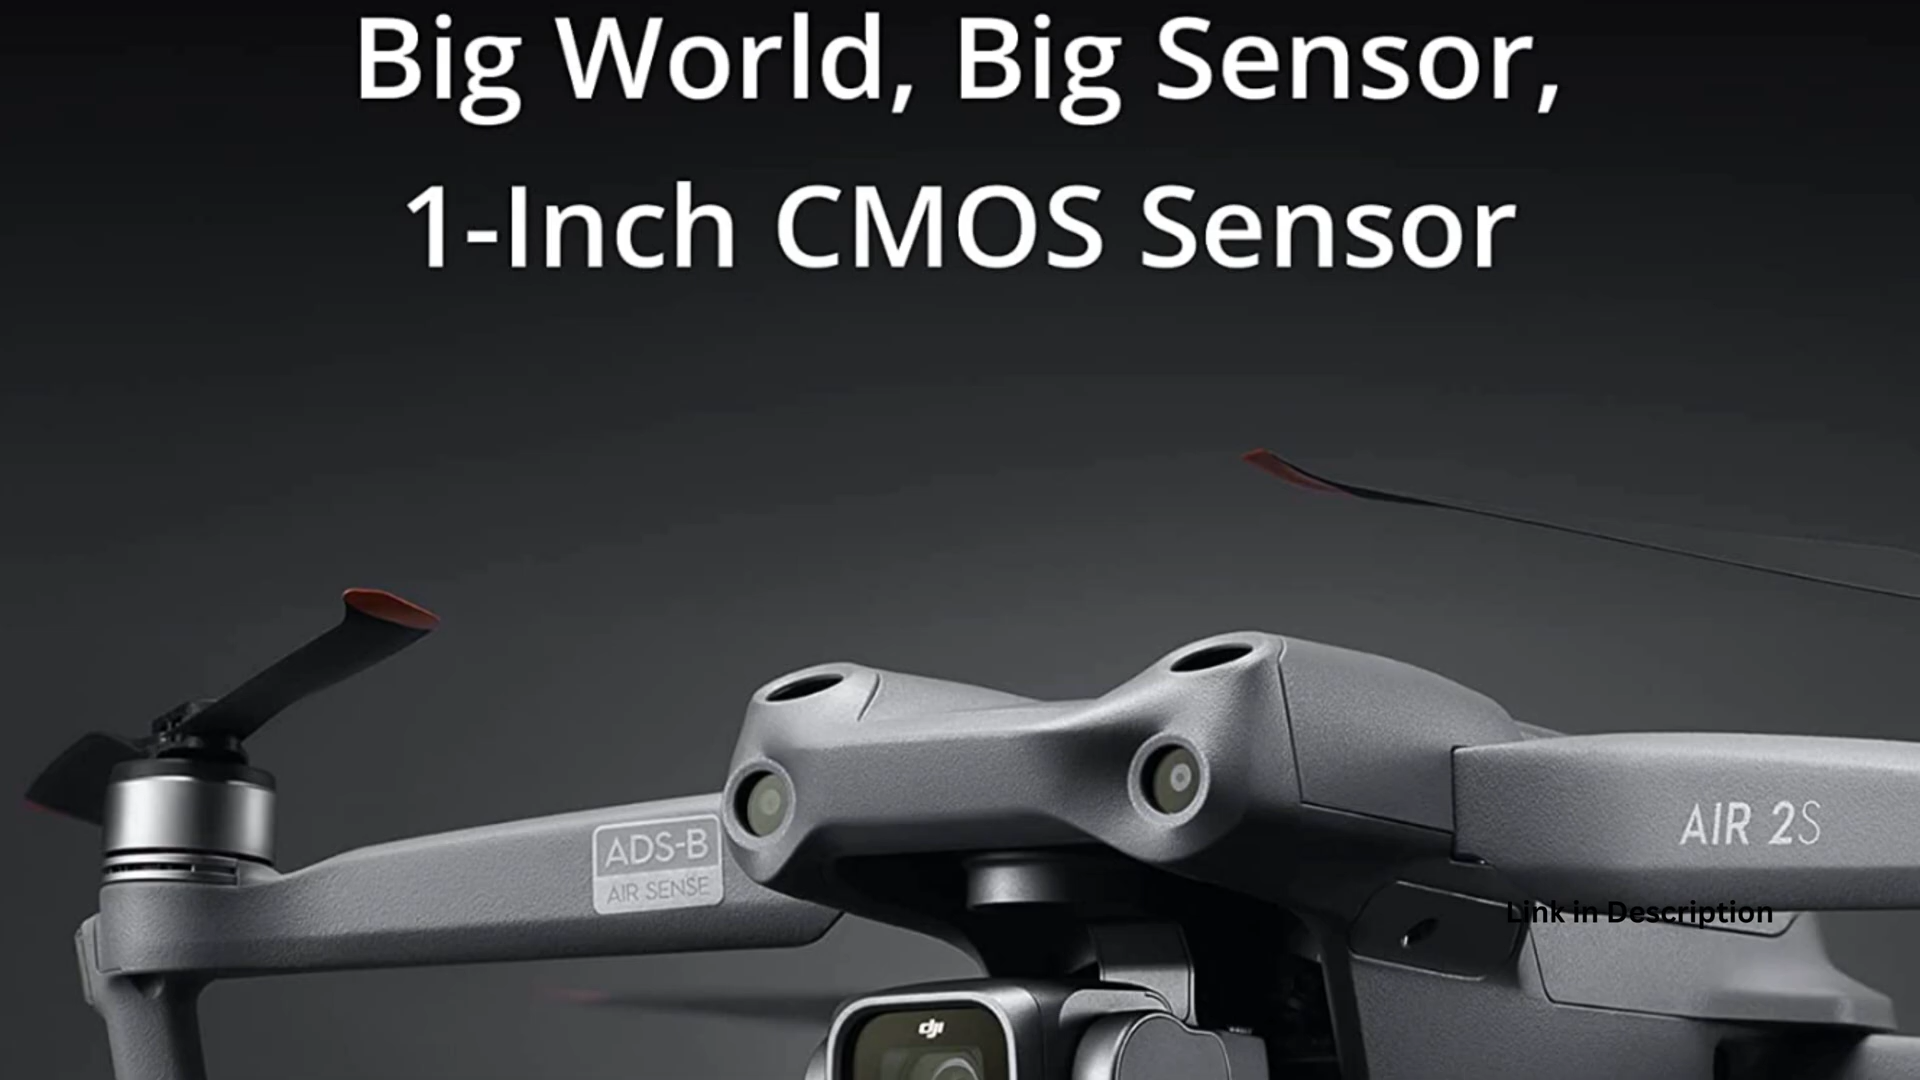 Big World, Big Sensor,
1-Inch CMOS Sensor
ADS-B
AIR SENSE
AIR 2S
Link in Description
dji